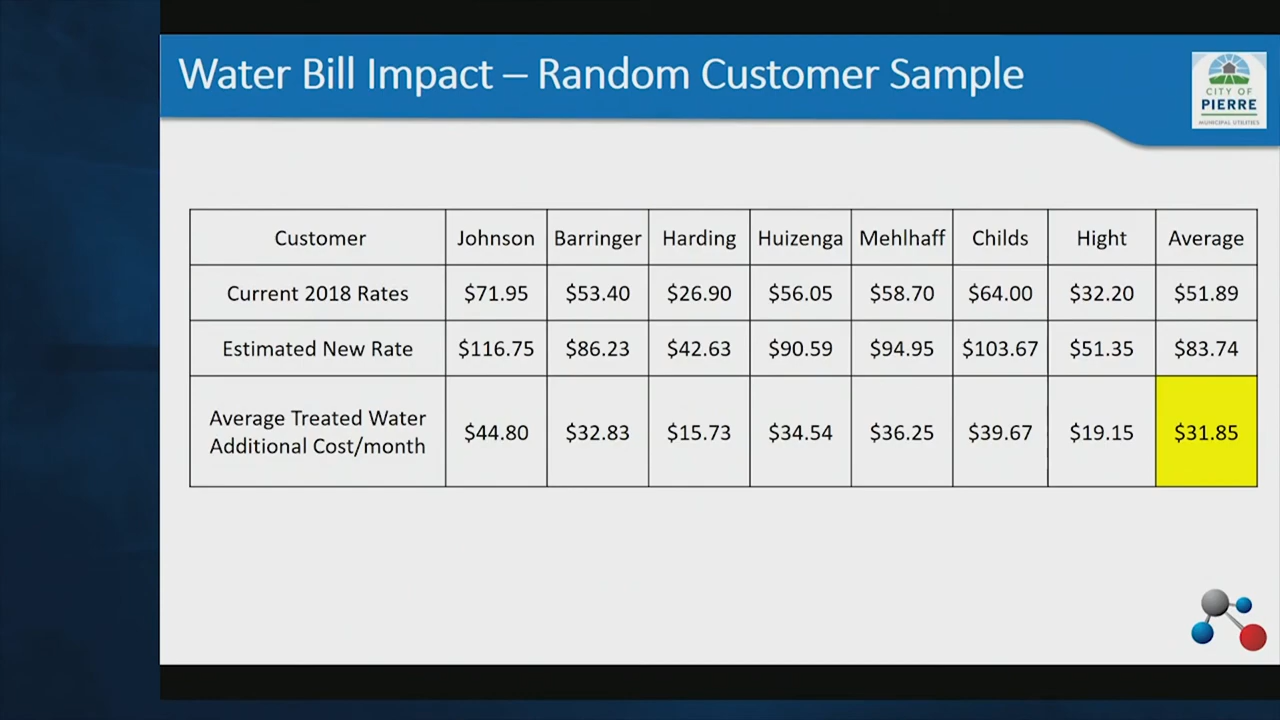 Water Bill Impact – Random Customer Sample
CITY OF
PIERRE
MUNICIPAL UTILITIES
Customer Johnson Barringer Harding Huizenga Mehlhaff Childs Hight Average
Current 2018 Rates $71.95 $53.40 $26.90 $56.05 $58.70 $64.00 $32.20 $51.89
Estimated New Rate $116.75 $86.23 $42.63 $90.59 $94.95 $103.67 $51.35 $83.74
Average Treated Water
Additional Cost/month $44.80 $32.83 $15.73 $34.54 $36.25 $39.67 $19.15 $31.85